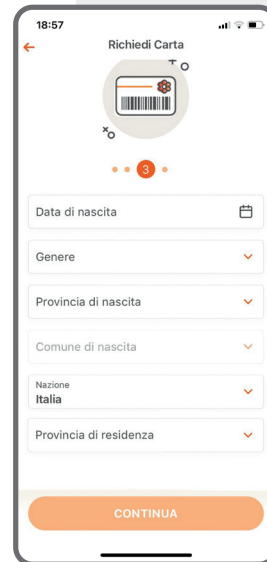 18:57
Richiedi Carta
3
Data di nascita
Genere
Provincia di nascita
Comune di nascita
Nazione
Italia
Provincia di residenza
CONTINUA